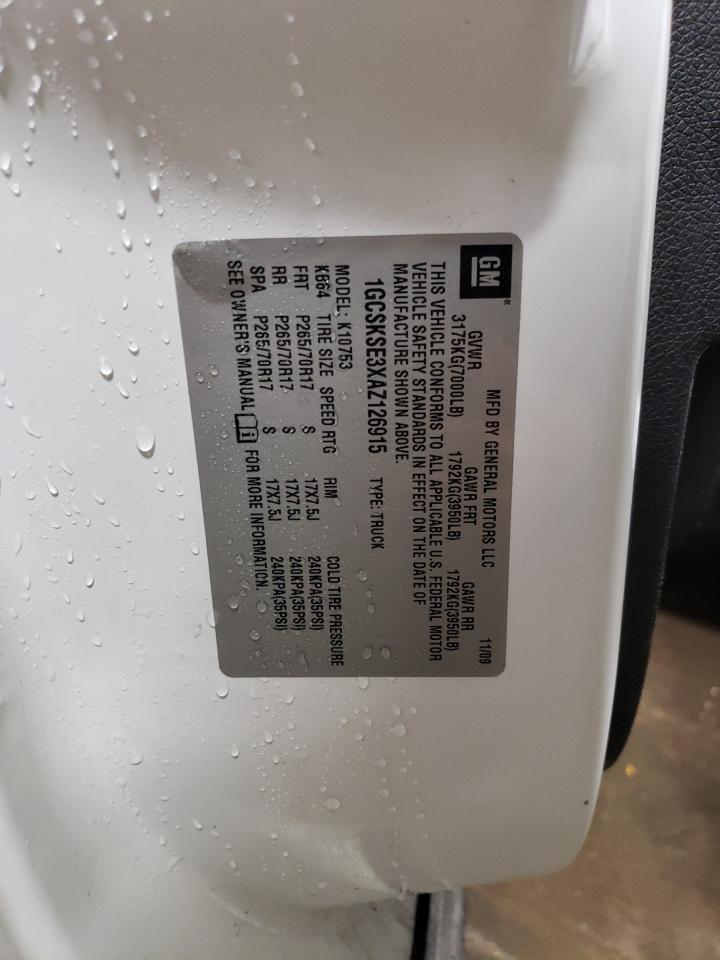 GM®
MFD BY GENERAL MOTORS LLC 11/09
GVWR GAWR FRT GAWR RR
3175KG(7000LB) 1792KG(3950LB) 1792KG(3950LB)
THIS VEHICLE CONFORMS TO ALL APPLICABLE U.S. FEDERAL MOTOR
VEHICLE SAFETY STANDARDS IN EFFECT ON THE DATE OF
MANUFACTURE SHOWN ABOVE.
1GCSKSE3XAZ126915 TYPE: TRUCK
MODEL: K10753
KB64 TIRE SIZE SPEED RTG RIM COLD TIRE PRESSURE
FRT P265/70R17 S 17X7.5J 240KPA(35PSI)
RR P265/70R17 S 17X7.5J 240KPA(35PSI)
SPA P265/70R17 S 17X7.5J 240KPA(35PSI)
SEE OWNER'S MANUAL i FOR MORE INFORMATION.